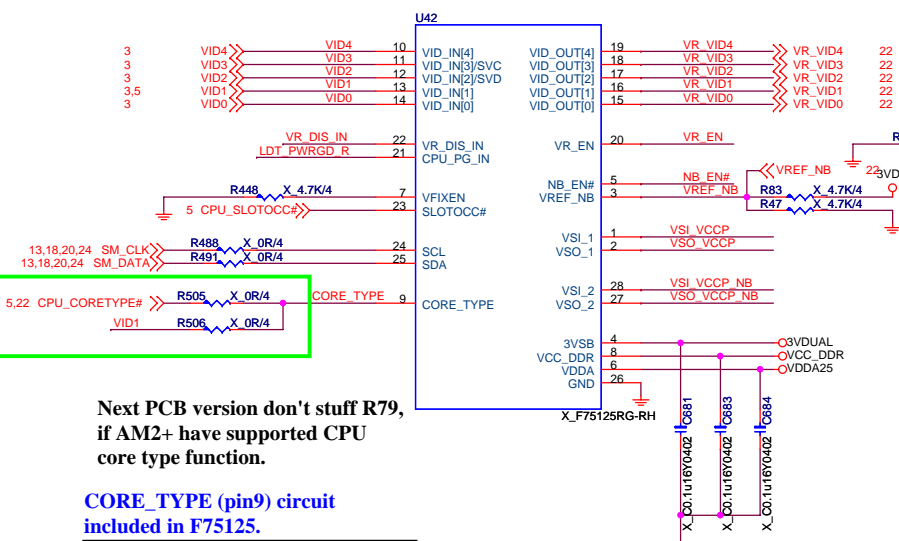 U42
3 VID4 VID4 10 VID_IN[4] VID_OUT[4] 19 VR_VID4 VR_VID4 22
3 VID3 VID3 11 VID_IN[3]/SVC VID_OUT[3] 18 VR_VID3 VR_VID3 22
3 VID2 VID2 12 VID_IN[2]/SVD VID_OUT[2] 17 VR_VID2 VR_VID2 22
3,5 VID1 VID1 13 VID_IN[1] VID_OUT[1] 16 VR_VID1 VR_VID1 22
3 VID0 VID0 14 VID_IN[0] VID_OUT[0] 15 VR_VID0 VR_VID0 22
VR_DIS_IN 22 VR_DIS_IN VR_EN 20 VR_EN R
LDT_PWRGD_R 21 CPU_PG_IN
VREF_NB 22 3VD
NB_EN# 5 NB_EN#
R448 X_4.7K/4 7 VFIXEN VREF_NB 3 VREF_NB R83 X_4.7K/4
5 CPU_SLOTOCC# 23 SLOTOCC# R47 X_4.7K/4
VSI_1 1 VSI_VCCP
13,18,20,24 SM_CLK R488 X_0R/4 24 SCL VSO_1 2 VSO_VCCP
13,18,20,24 SM_DATA R491 X_0R/4 25 SDA
VSI_2 28 VSI_VCCP_NB
5,22 CPU_CORETYPE# R505 X_0R/4 CORE_TYPE 9 CORE_TYPE VSO_2 27 VSO_VCCP_NB
VID1 R506 X_0R/4
3VSB 4 3VDUAL
VCC_DDR 8 VCC_DDR
VDDA 6 VDDA25
GND 26
X_F75125RG-RH
C681 C683 C684
X_C0.1u16Y0402 X_C0.1u16Y0402 X_C0.1u16Y0402
Next PCB version don't stuff R79,
if AM2+ have supported CPU
core type function.
CORE_TYPE (pin9) circuit
included in F75125.